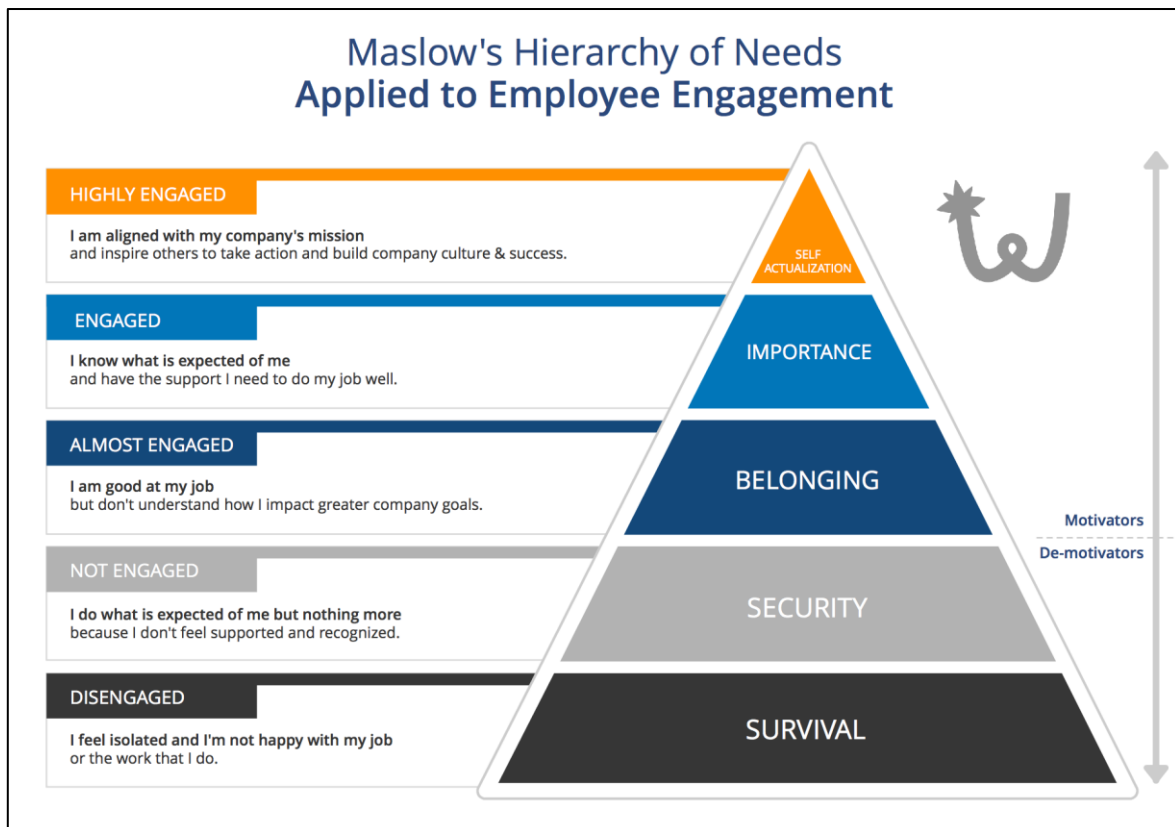 Maslow's Hierarchy of Needs
Applied to Employee Engagement
HIGHLY ENGAGED
I am aligned with my company's mission
and inspire others to take action and build company culture & success.
SELF
ACTUALIZATION
ENGAGED
I know what is expected of me
and have the support I need to do my job well.
IMPORTANCE
ALMOST ENGAGED
I am good at my job
but don't understand how I impact greater company goals.
BELONGING
Motivators
De-motivators
NOT ENGAGED
I do what is expected of me but nothing more
because I don't feel supported and recognized.
SECURITY
DISENGAGED
I feel isolated and I'm not happy with my job
or the work that I do.
SURVIVAL